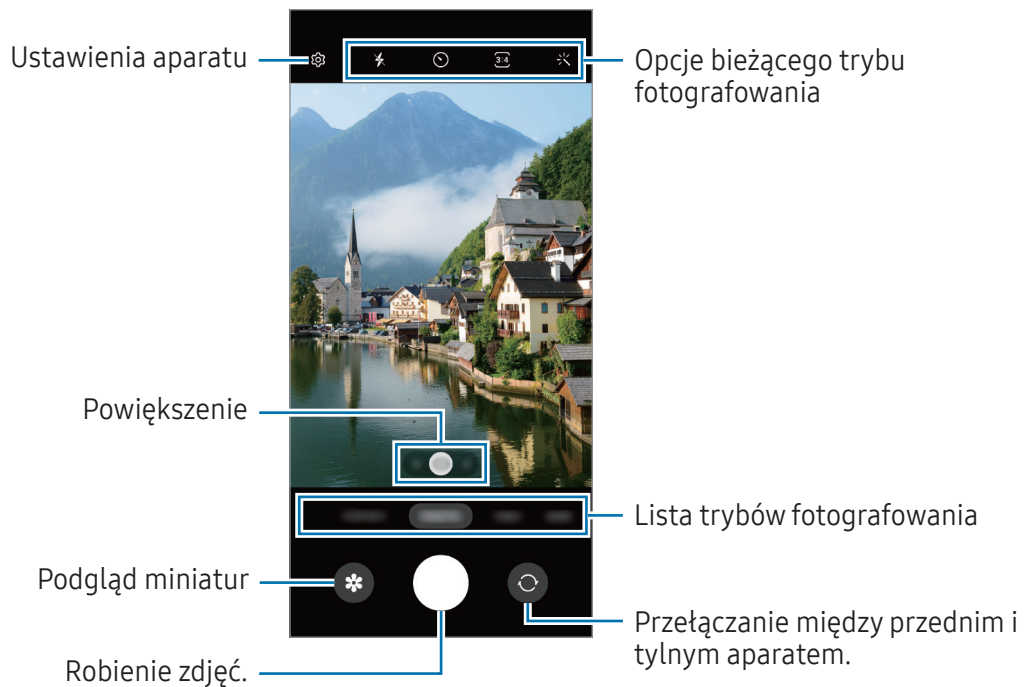 Ustawienia aparatu
3:4
Opcje bieżącego trybu
fotografowania
Powiększenie
Lista trybów fotografowania
Podgląd miniatur
Przełączanie między przednim i
tylnym aparatem.
Robienie zdjęć.